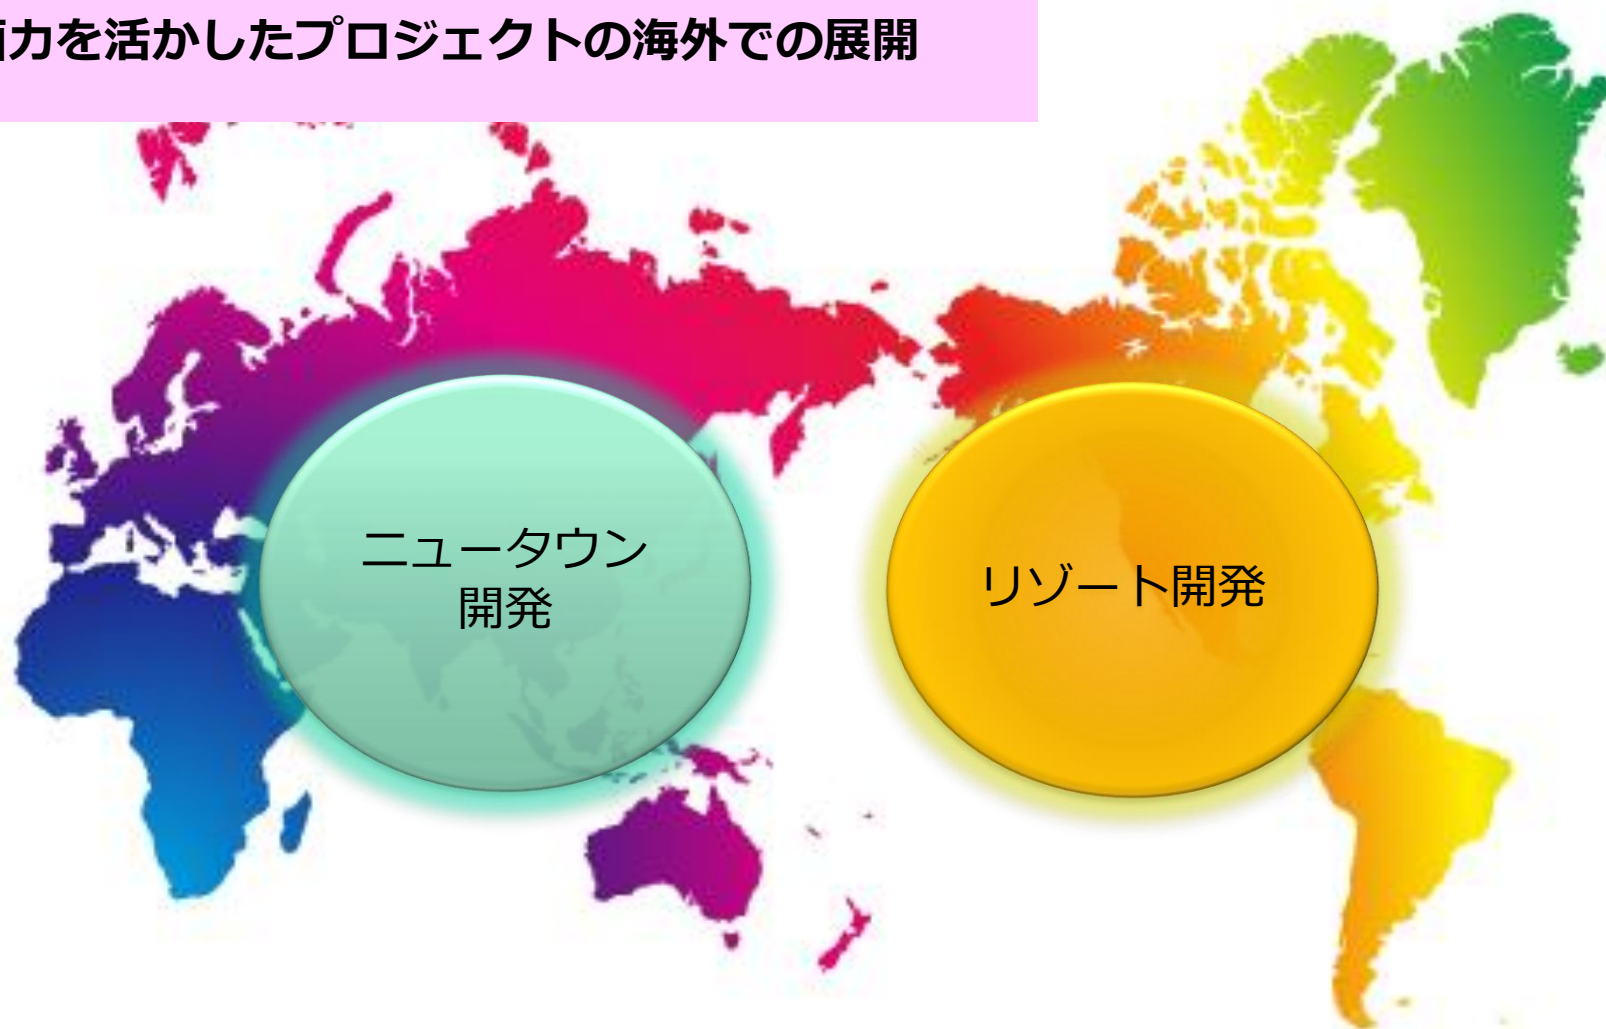 力を活かしたプロジェクトの海外での展開
ニュータウン
開発
リゾート開発